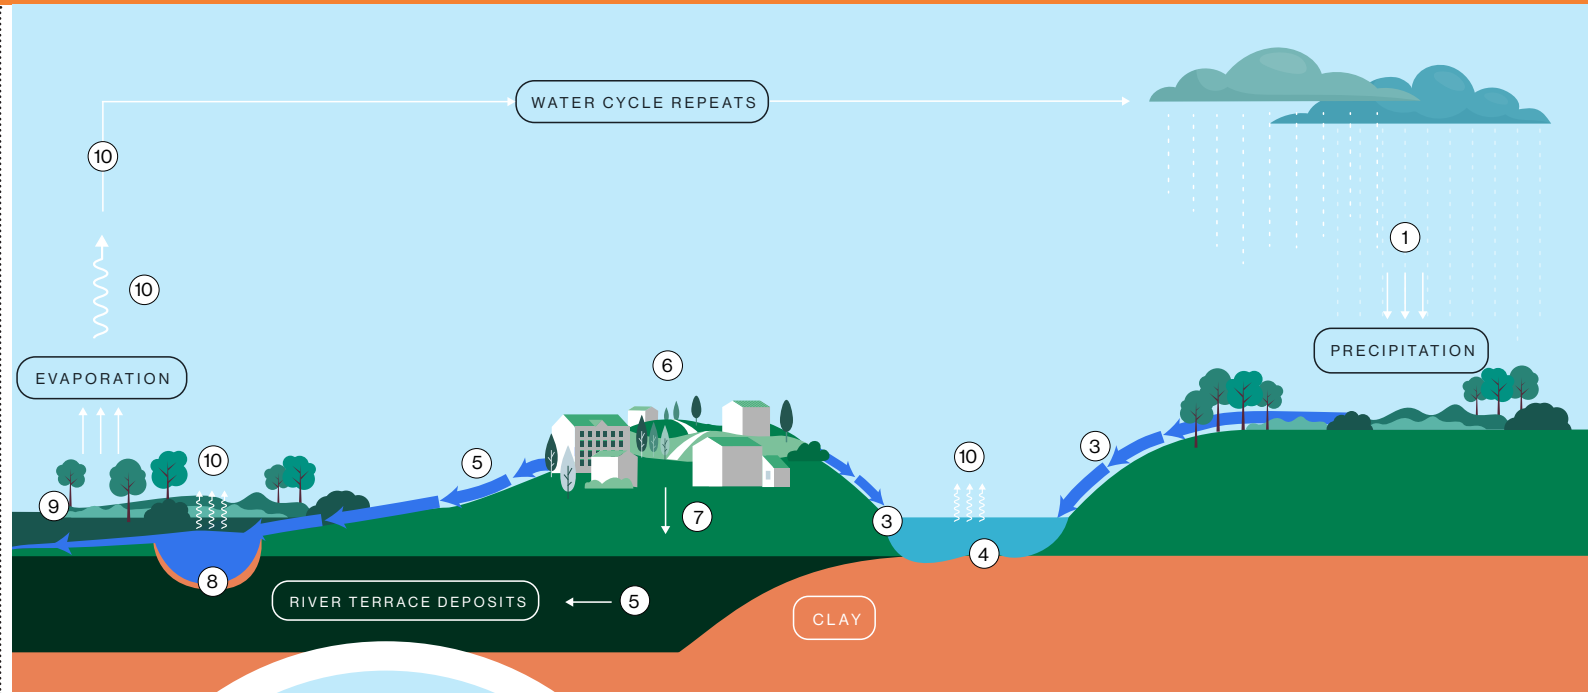 WATER CYCLE REPEATS
10
1
10
PRECIPITATION
6
EVAPORATION
3
10
10
5
9
7
3
4
8
RIVER TERRACE DEPOSITS
5
CLAY